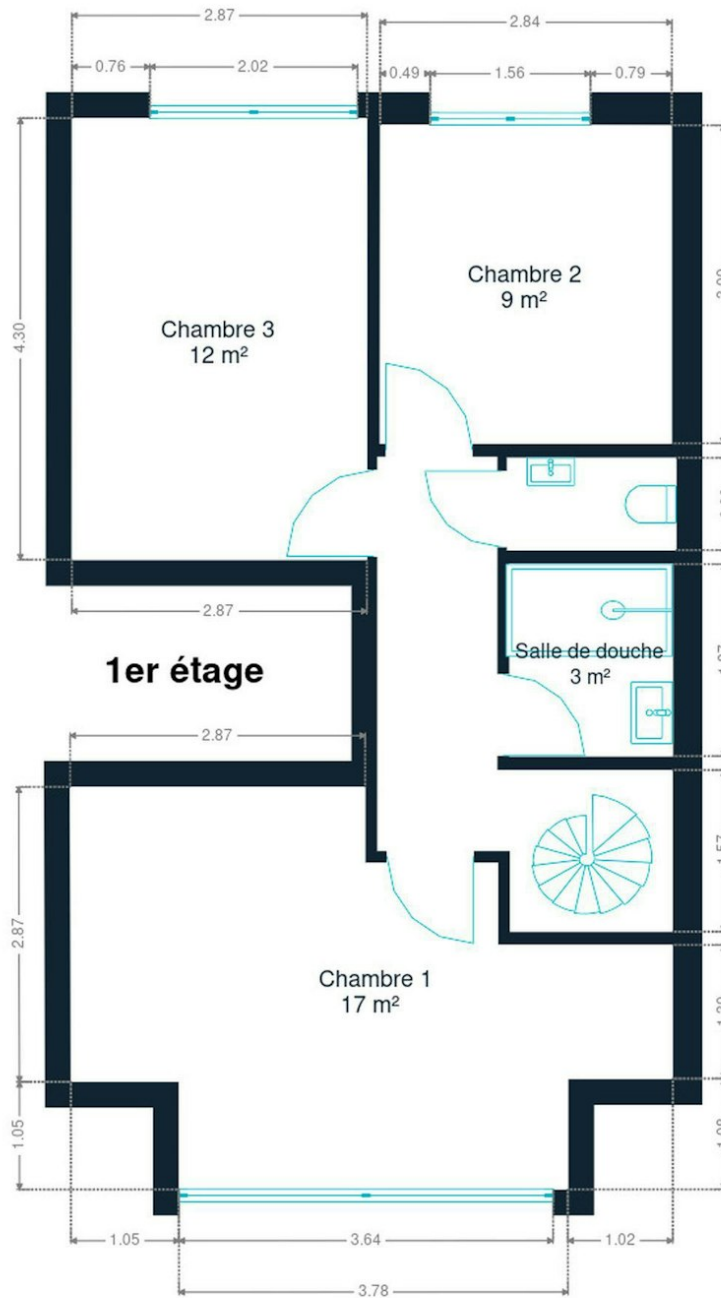 2.87
2.84
0.76
2.02
0.49
1.56
0.79
4.30
Chambre 2
9 m²
Chambre 3
12 m²
2.87
1er étage
Salle de douche
3 m²
2.87
2.87
Chambre 1
17 m²
1.05
1.05
3.64
1.02
3.78